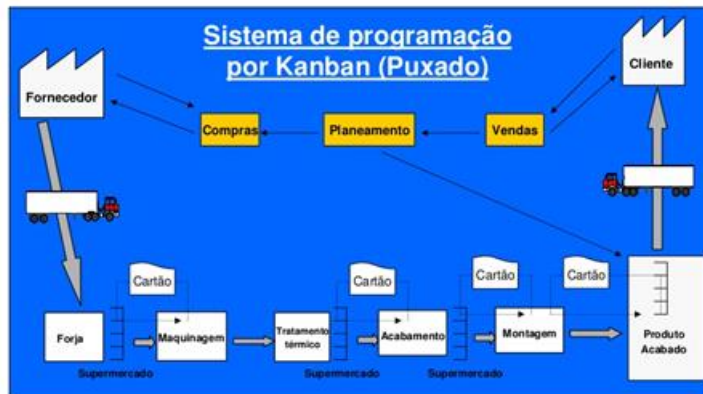 Sistema de programação
por Kanban (Puxado)
Fornecedor
Cliente
Compras
Planeamento
Vendas
Cartão
Cartão
Cartão
Cartão
Forja
Maquinagem
Tratamento
térmico
Acabamento
Montagem
Produto
Acabado
Supermercado
Supermercado
Supermercado